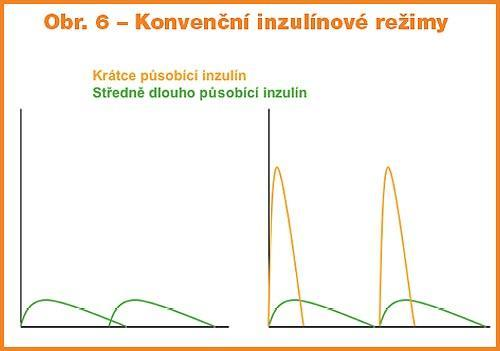 Obr. 6 – Konvenční inzulínové režimy
Krátce působící inzulín
Středně dlouho působící inzulín